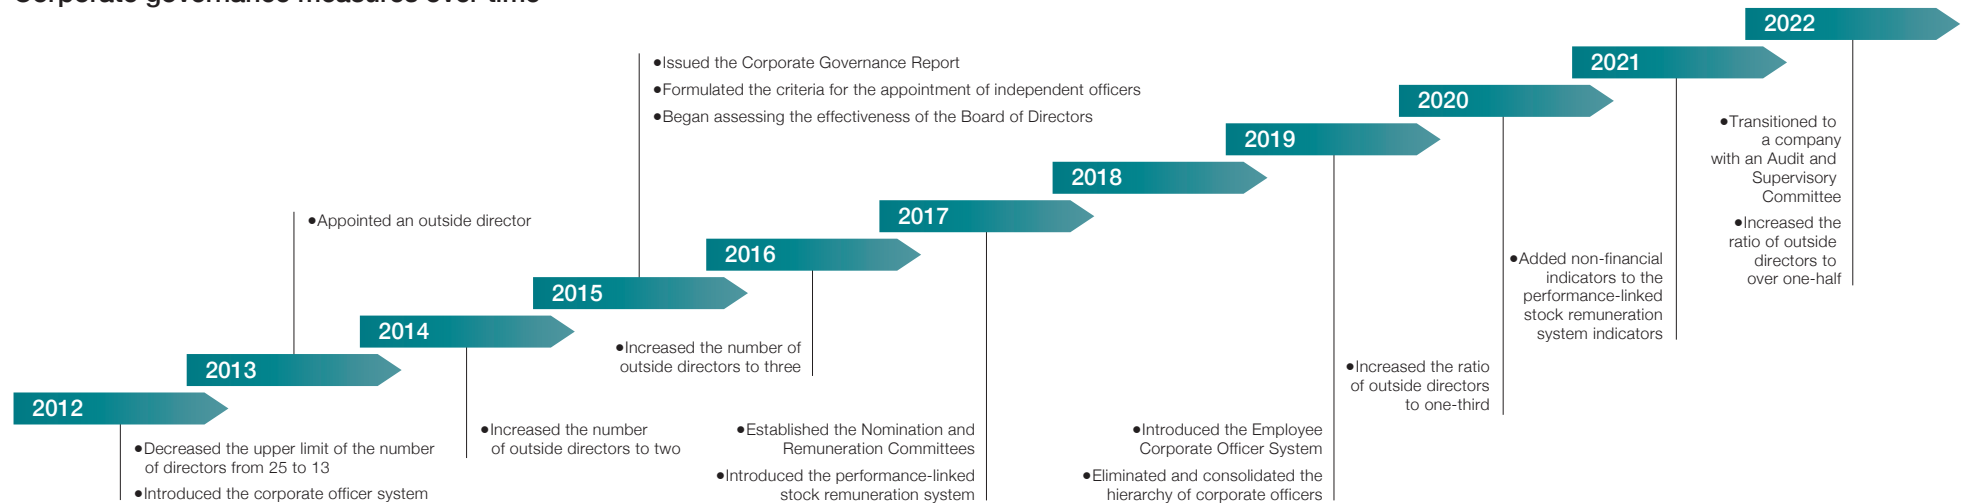 Corporate governance measures over time
2012
●Decreased the upper limit of the number
of directors from 25 to 13
●Introduced the corporate officer system
2013
●Appointed an outside director
2014
●Increased the number
of outside directors to two
2015
●Issued the Corporate Governance Report
●Formulated the criteria for the appointment of independent officers
●Began assessing the effectiveness of the Board of Directors
2016
●Increased the number of
outside directors to three
2017
●Established the Nomination and
Remuneration Committees
●Introduced the performance-linked
stock remuneration system
2018
2019
●Introduced the Employee
Corporate Officer System
●Eliminated and consolidated the
hierarchy of corporate officers
2020
●Increased the ratio
of outside directors
to one-third
2021
●Added non-financial
indicators to the
performance-linked
stock remuneration
system indicators
2022
●Transitioned to
a company
with an Audit and
Supervisory
Committee
●Increased the
ratio of outside
directors to
over one-half